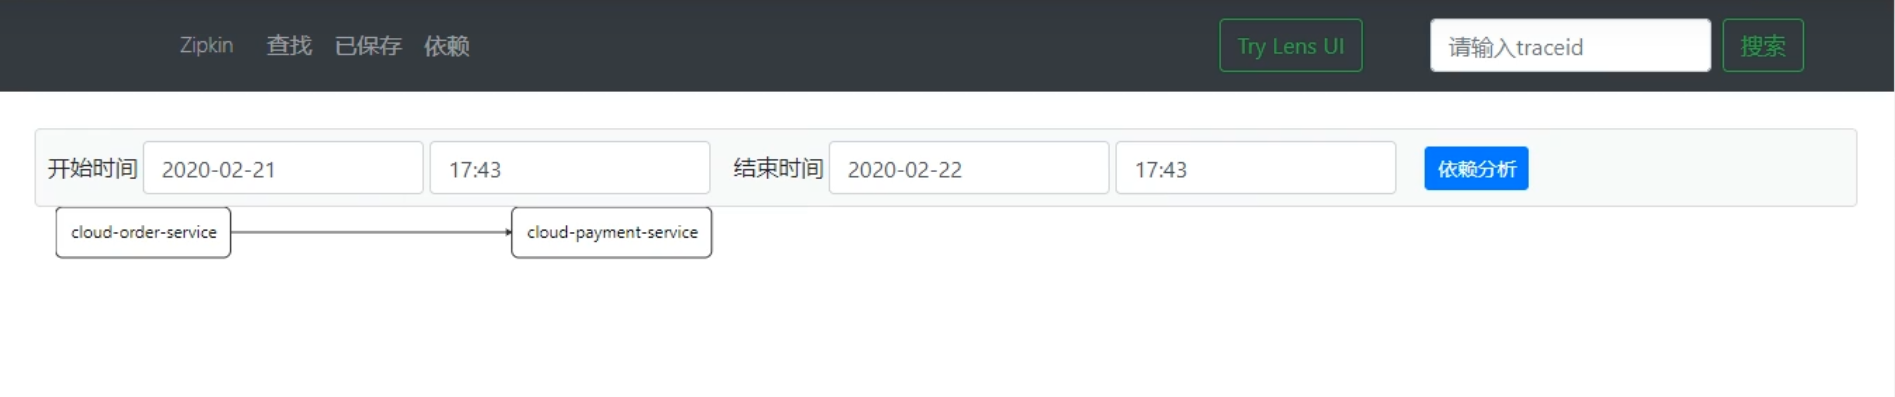 Zipkin 查找 已保存 依赖 Try Lens UI 请输入traceid 搜索
开始时间 2020-02-21 17:43 结束时间 2020-02-22 17:43 依赖分析
cloud-order-service cloud-payment-service